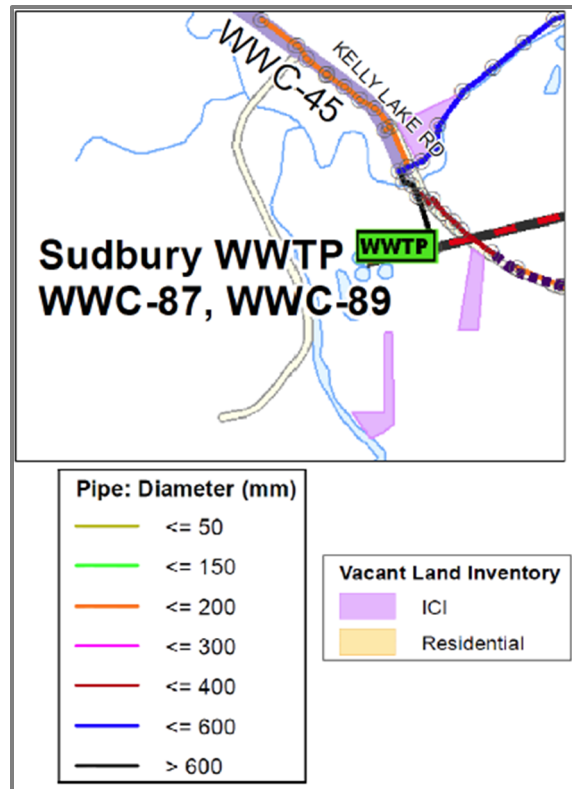 WWC-45
KELLY LAKE RD
Sudbury WWTP
WWTP
WWC-87, WWC-89
Pipe: Diameter (mm)
<= 50
<= 150
<= 200
<= 300
<= 400
<= 600
> 600
Vacant Land Inventory
ICI
Residential